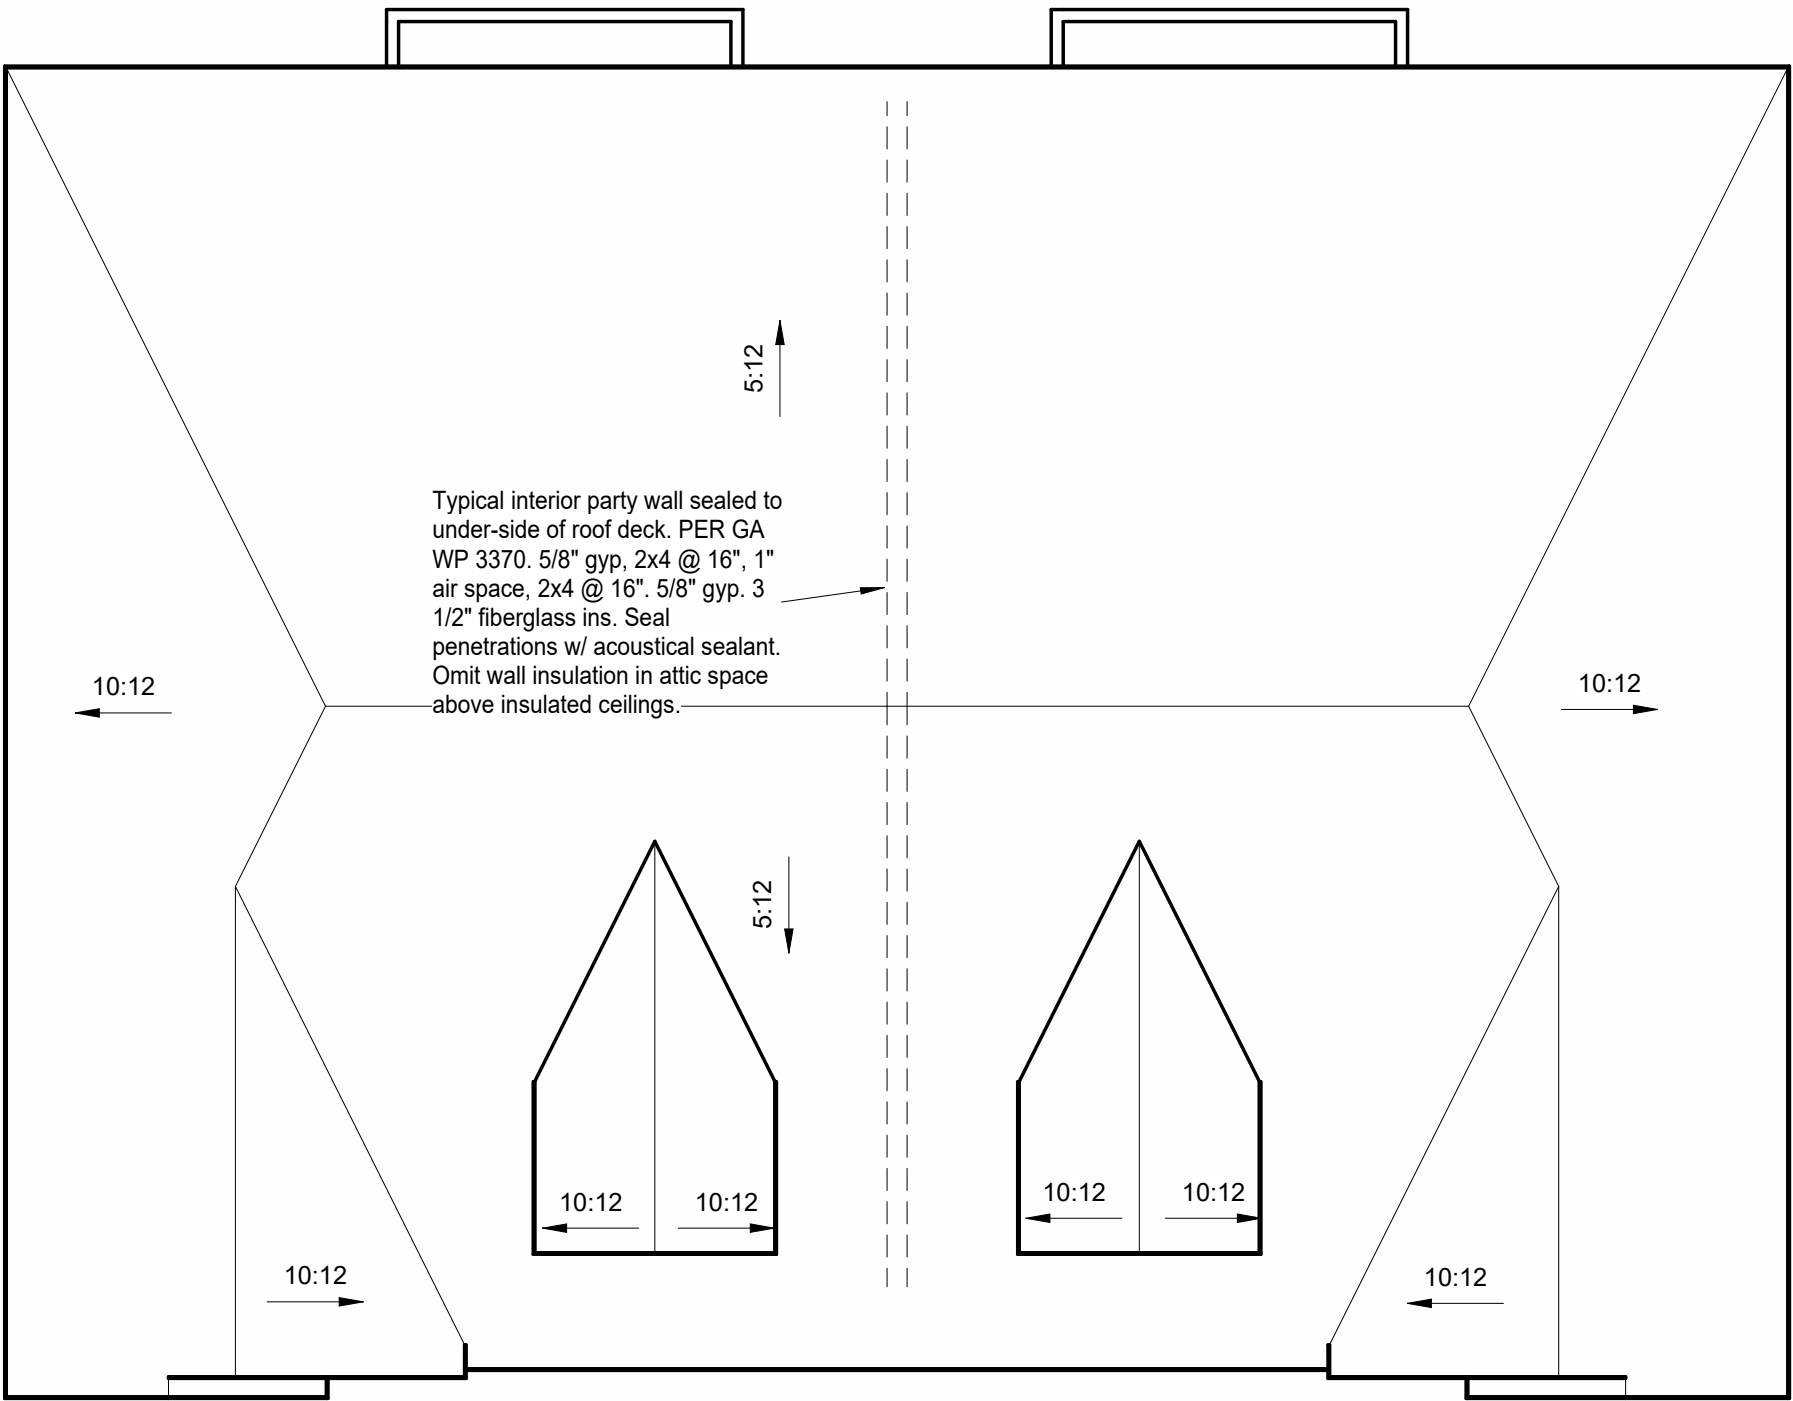 5:12
Typical interior party wall sealed to
under-side of roof deck. PER GA
WP 3370. 5/8" gyp, 2x4 @ 16", 1"
air space, 2x4 @ 16". 5/8" gyp. 3
1/2" fiberglass ins. Seal
penetrations w/ acoustical sealant.
Omit wall insulation in attic space
above insulated ceilings.
10:12
10:12
5:12
10:12
10:12
10:12
10:12
10:12
10:12